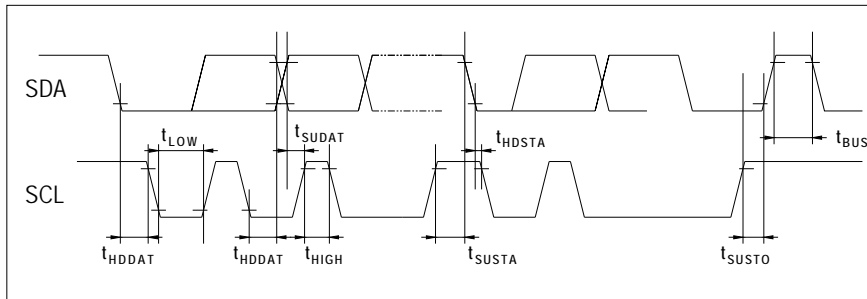 SDA
tLOW
tSUDAT
tHDSTA
tBUS
SCL
tHDDAT
tHDDAT
tHIGH
tSUSTA
tSUSTO